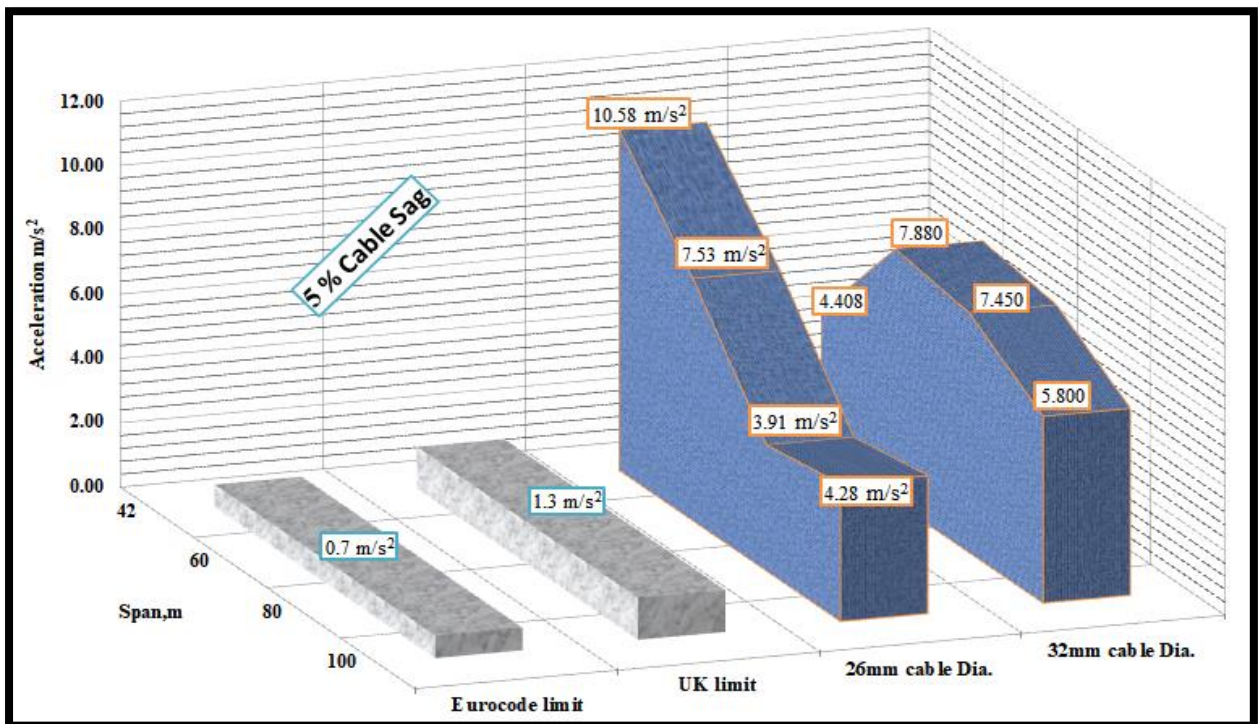 12.00
10.00
8.00
6.00
4.00
2.00
0.00
Acceleration m/s²
5 % Cable Sag
10.58 m/s²
7.53 m/s²
3.91 m/s²
4.28 m/s²
7.880
4.408
7.450
5.800
1.3 m/s²
0.7 m/s²
42
60
80
100
Span,m
Eurocode limit
UK limit
26mm cable Dia.
32mm cable Dia.